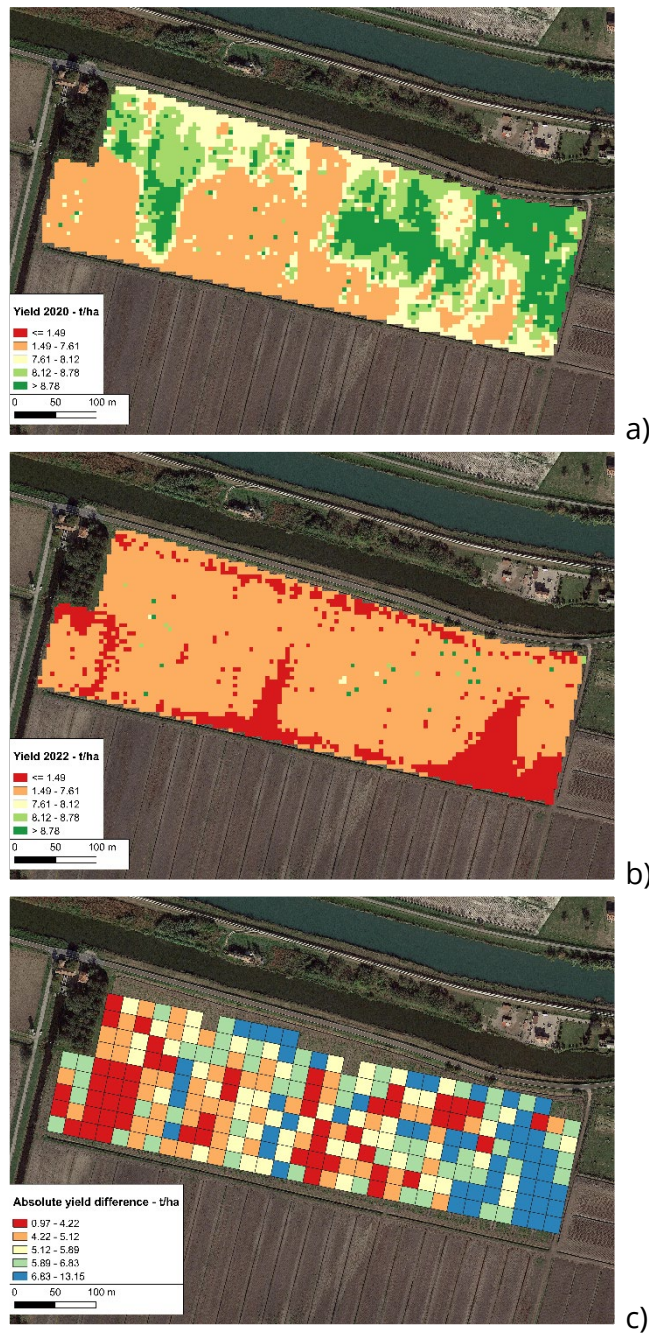 Yield 2020 - t/ha
<= 1.49
1.49 - 7.61
7.61 - 8.12
8.12 - 8.78
> 8.78
0 50 100 m
a)
Yield 2022 - t/ha
<= 1.49
1.49 - 7.61
7.61 - 8.12
8.12 - 8.78
> 8.78
0 50 100 m
b)
Absolute yield difference - t/ha
0.97 - 4.22
4.22 - 5.12
5.12 - 5.89
5.89 - 6.83
6.83 - 13.15
0 50 100 m
c)